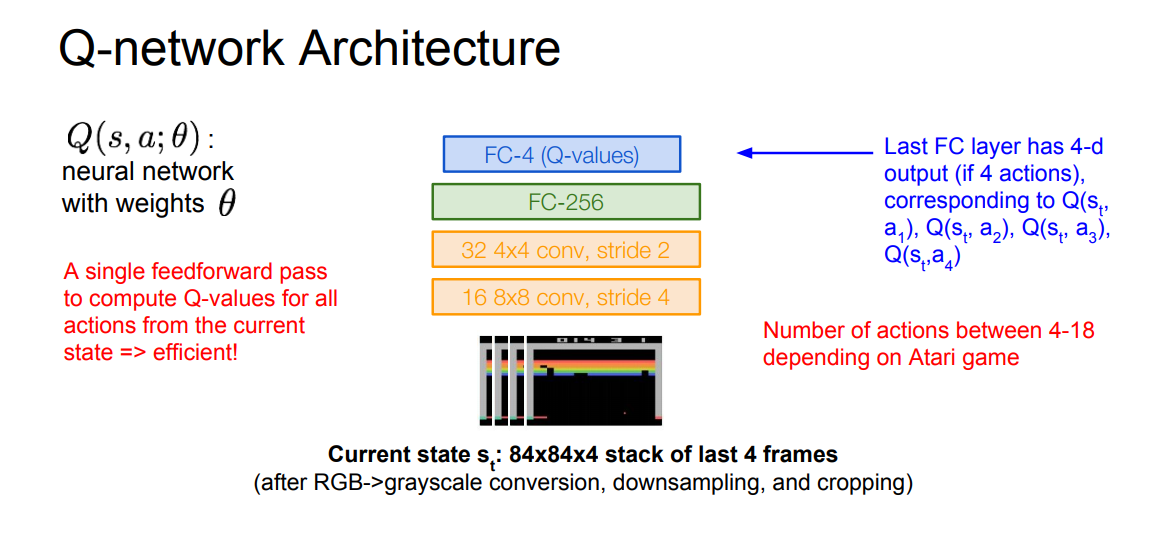 Q-network Architecture
Q(s, a; θ) :
neural network
with weights θ
A single feedforward pass
to compute Q-values for all
actions from the current
state => efficient!
FC-4 (Q-values)
FC-256
32 4x4 conv, stride 2
16 8x8 conv, stride 4
Last FC layer has 4-d
output (if 4 actions),
corresponding to Q(s_t,
a_1), Q(s_t, a_2), Q(s_t, a_3),
Q(s_t,a_4)
Number of actions between 4-18
depending on Atari game
014 3 1
Current state s_t: 84x84x4 stack of last 4 frames
(after RGB->grayscale conversion, downsampling, and cropping)